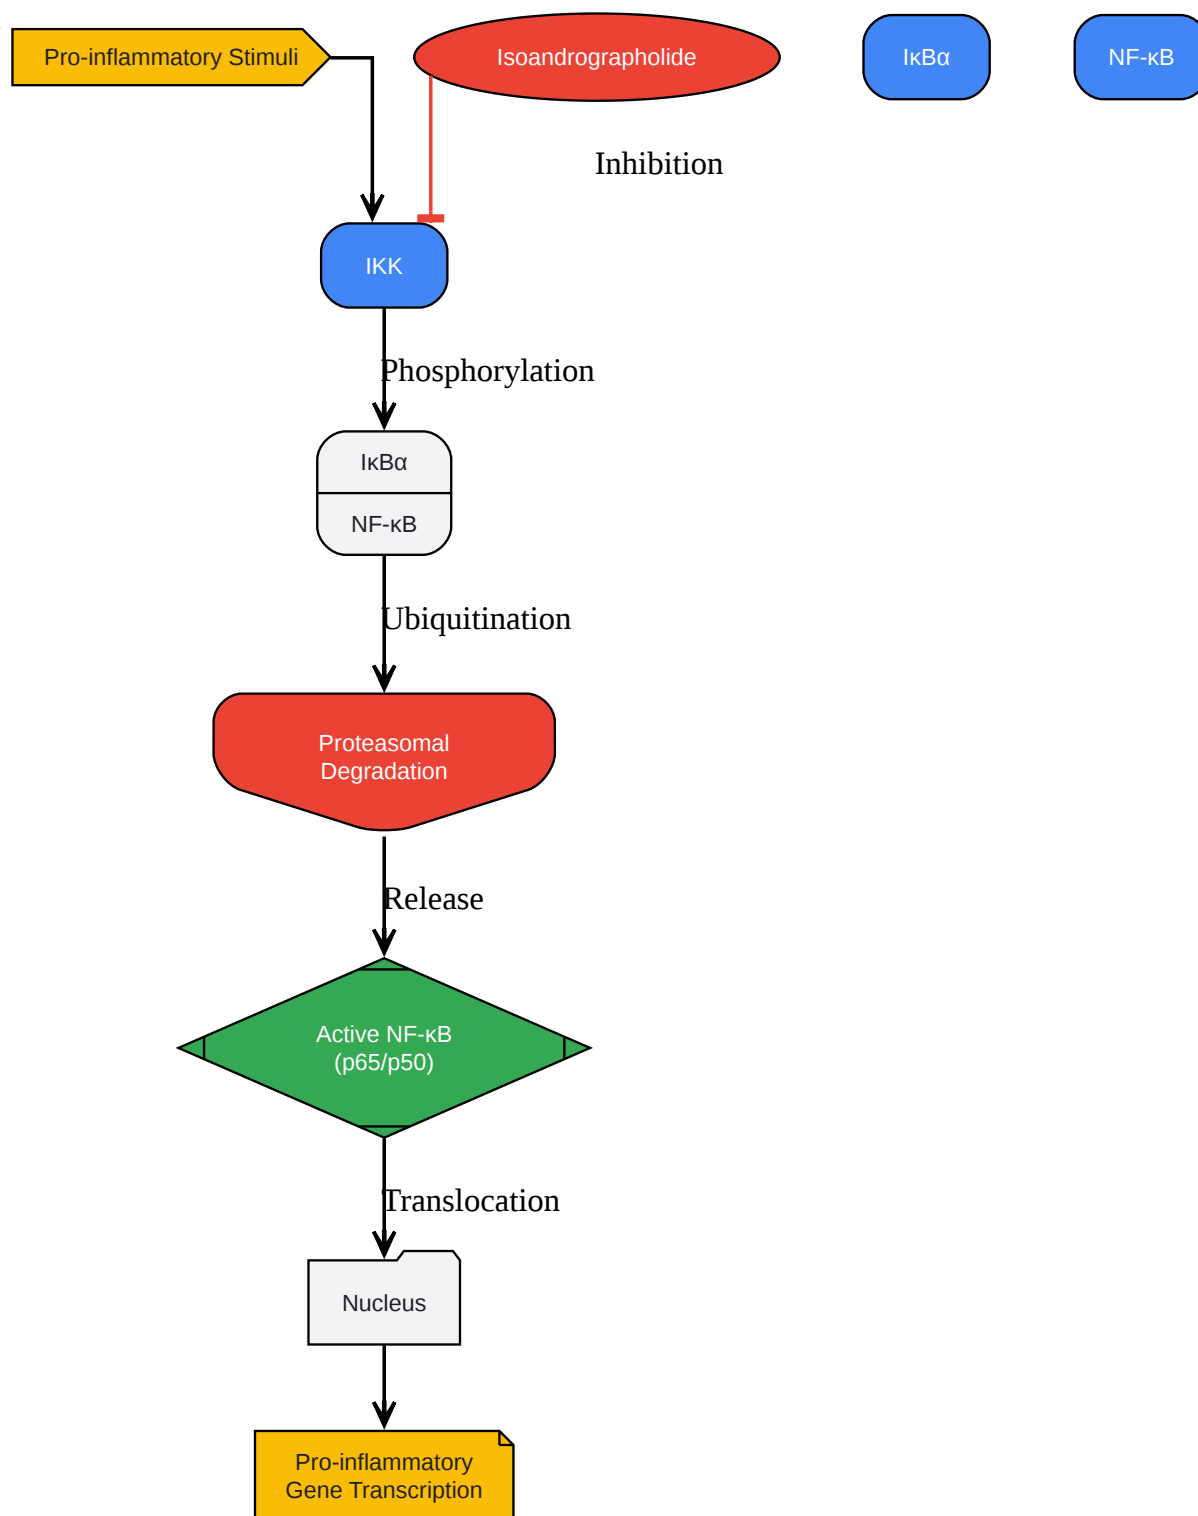 Pro-inflammatory Stimuli
Isoandrographolide
IκBα
NF-κB
Inhibition
IKK
Phosphorylation
IκBα
NF-κB
Ubiquitination
Proteasomal
Degradation
Release
Active NF-κB
(p65/p50)
Translocation
Nucleus
Pro-inflammatory
Gene Transcription